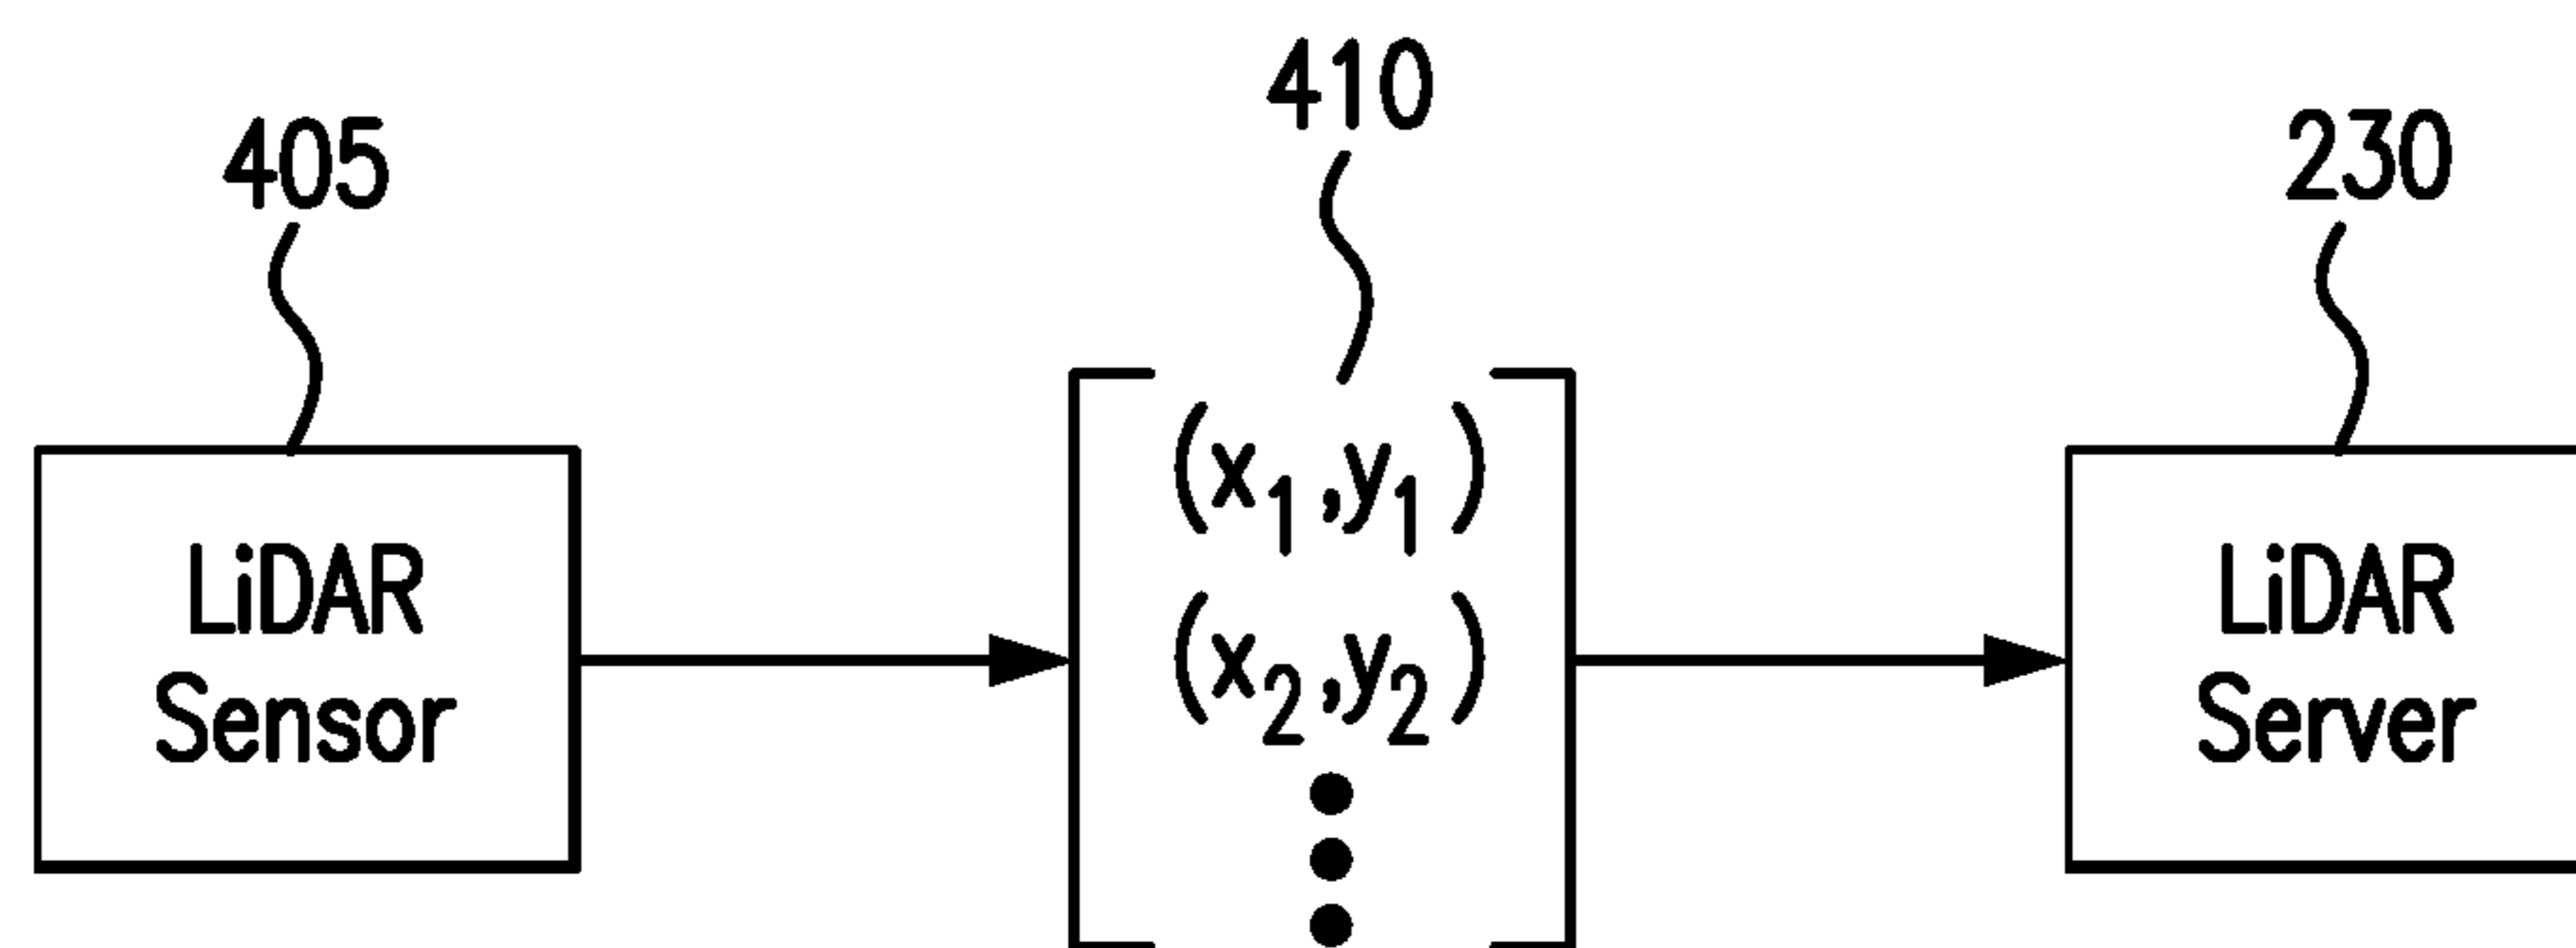 410
405
230
(x₁,y₁)
(x₂,y₂)
LiDAR
Sensor
LiDAR
Server